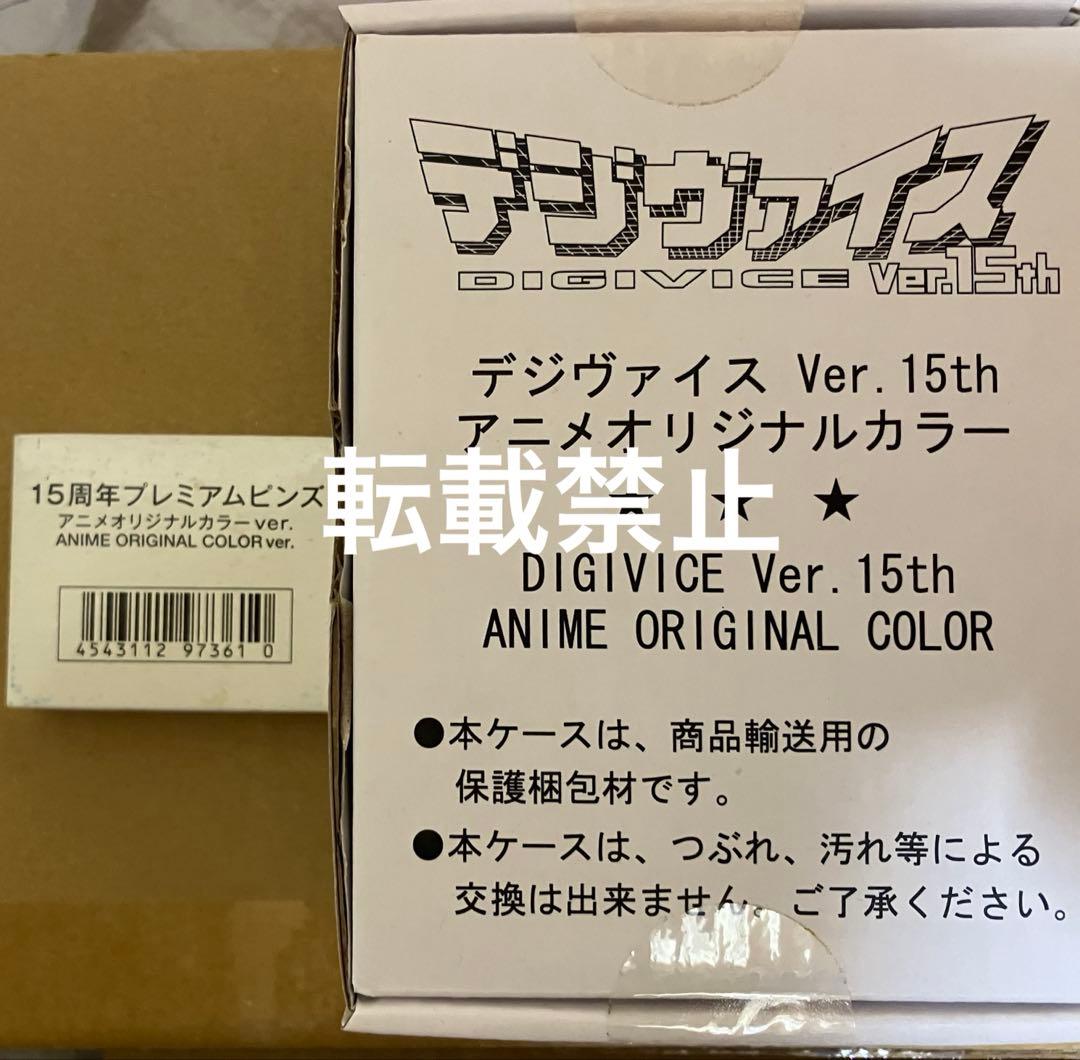 デジヴァイス
DIGIVICE Ver.15th
デジヴァイス Ver.15th
アニメオリジナルカラー
★ ★ ★
DIGIVICE Ver.15th
ANIME ORIGINAL COLOR
●本ケースは、商品輸送用の
保護梱包材です。
●本ケースは、つぶれ、汚れ等による
交換は出来ません。ご了承ください。
15周年プレミアムピンズ
アニメオリジナルカラーver.
ANIME ORIGINAL COLOR ver.
4543112 97361 0
転載禁止